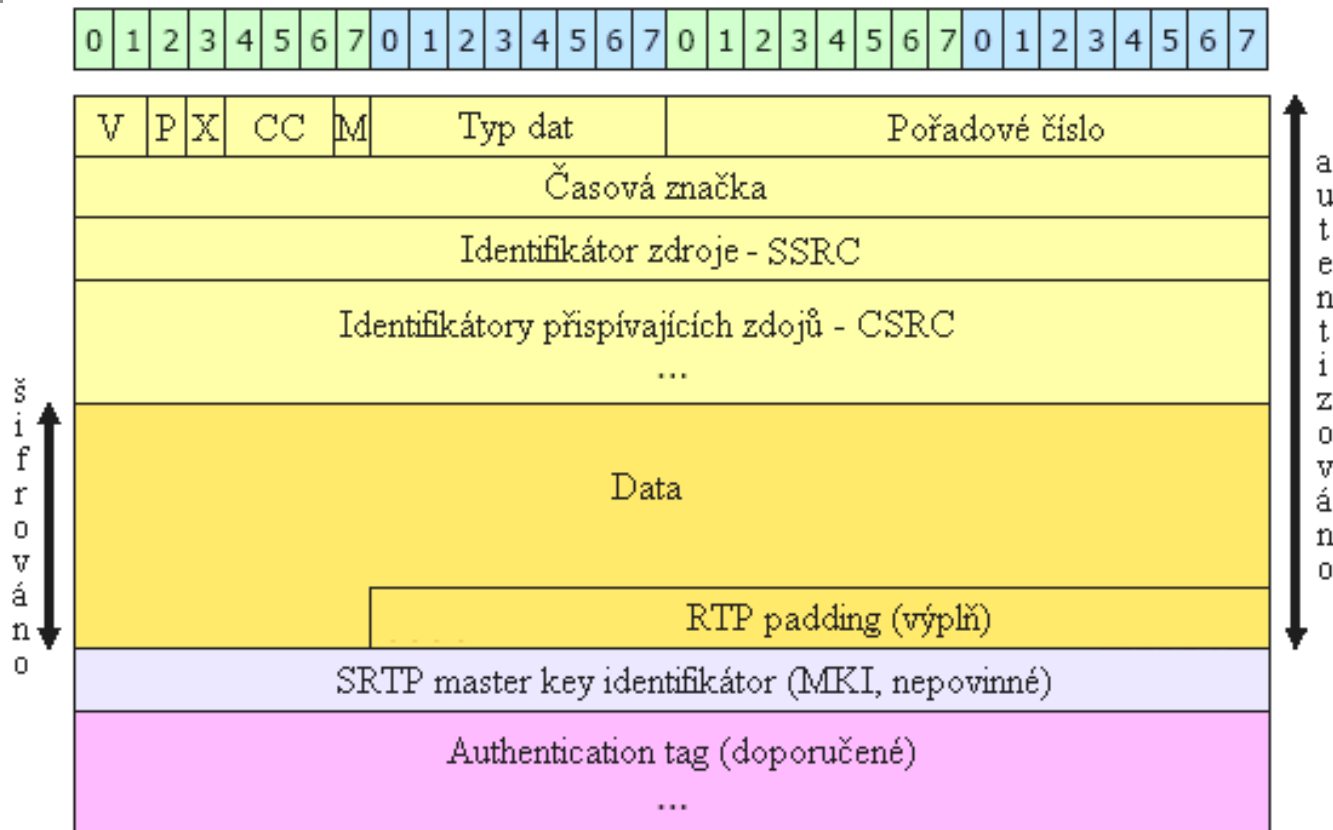 0 1 2 3 4 5 6 7 0 1 2 3 4 5 6 7 0 1 2 3 4 5 6 7 0 1 2 3 4 5 6 7
V P X CC M Typ dat Pořadové číslo
Časová značka
Identifikátor zdroje - SSRC
Identifikátory přispívajících zdojů - CSRC
...
Data
RTP padding (výplň)
SRTP master key identifikátor (MKI, nepovinné)
Authentication tag (doporučené)
...
šifrováno
autentizováno